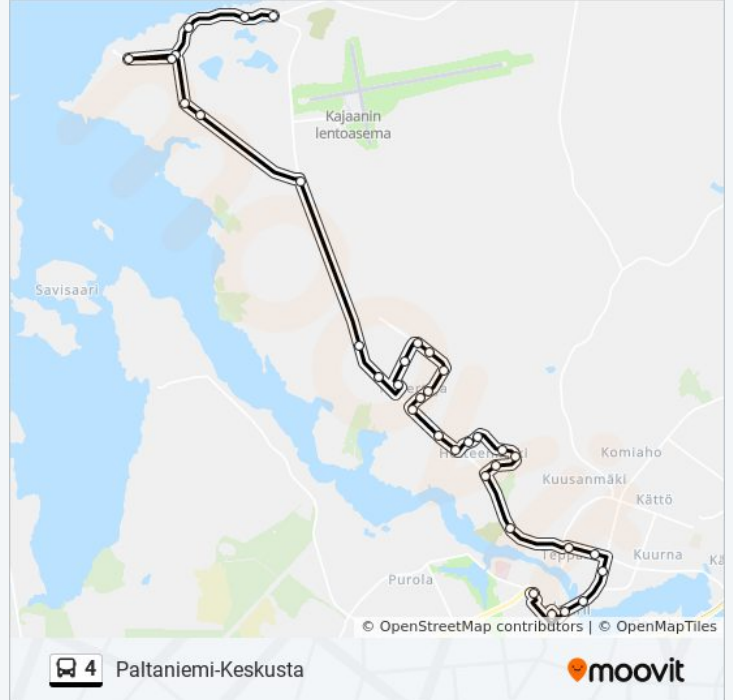 Kajaanin
lentoasema
Savisaari
Komiaho
Kuusanmäki
Kättö
Kuurna
Purola
© OpenStreetMap contributors | © OpenMapTiles
4 Paltaniemi-Keskusta
moovit